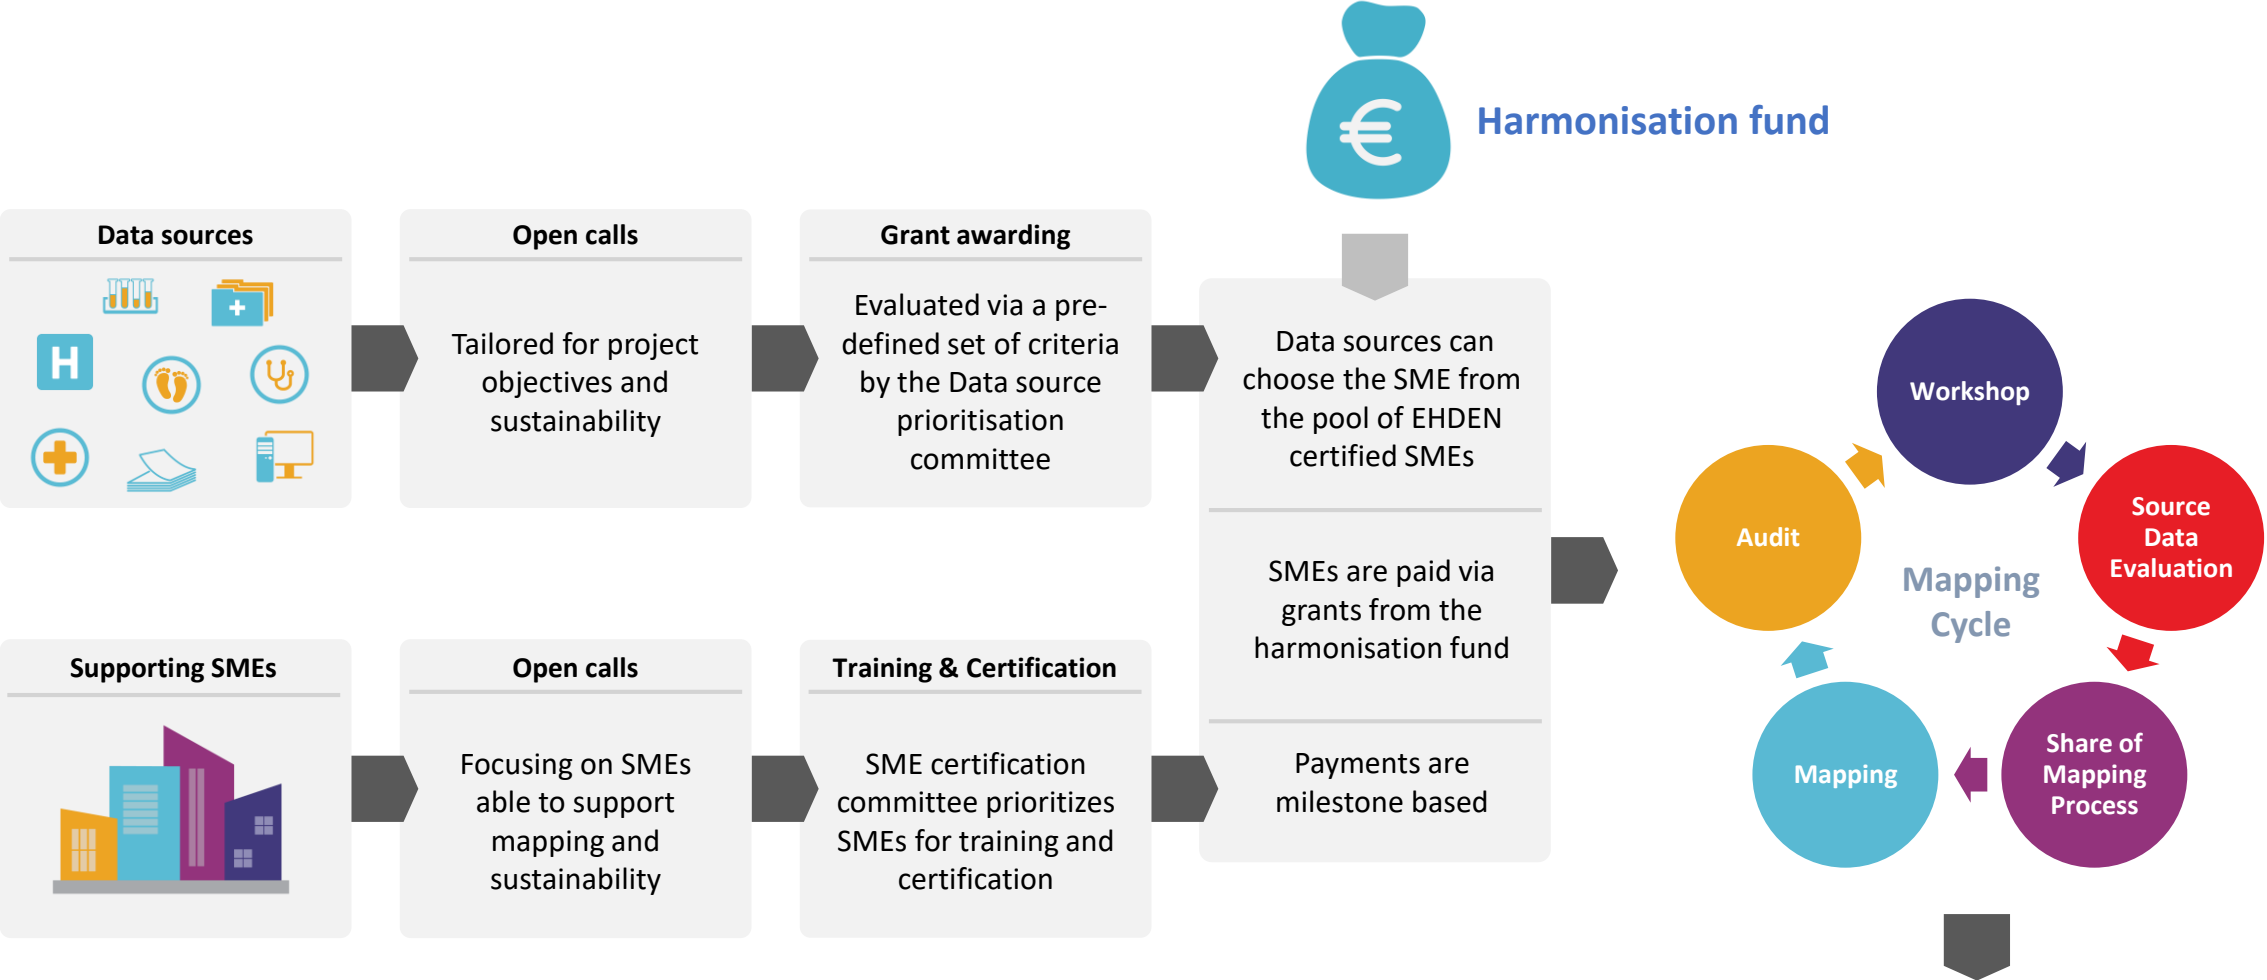 Harmonisation fund
Data sources
H
Open calls
Tailored for project
objectives and
sustainability
Grant awarding
Evaluated via a pre-
defined set of criteria
by the Data source
prioritisation
committee
Supporting SMEs
Open calls
Focusing on SMEs
able to support
mapping and
sustainability
Training & Certification
SME certification
committee prioritizes
SMEs for training and
certification
€
Data sources can
choose the SME from
the pool of EHDEN
certified SMEs
SMEs are paid via
grants from the
harmonisation fund
Payments are
milestone based
Mapping
Cycle
Workshop
Source
Data
Evaluation
Share of
Mapping
Process
Mapping
Audit